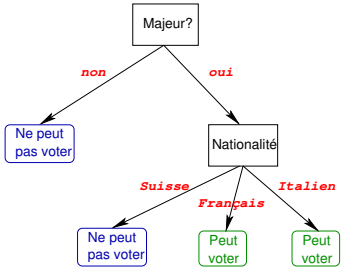 Majeur?
non
oui
Ne peut
pas voter
Nationalité
Suisse
Français
Italien
Ne peut
pas voter
Peut
voter
Peut
voter